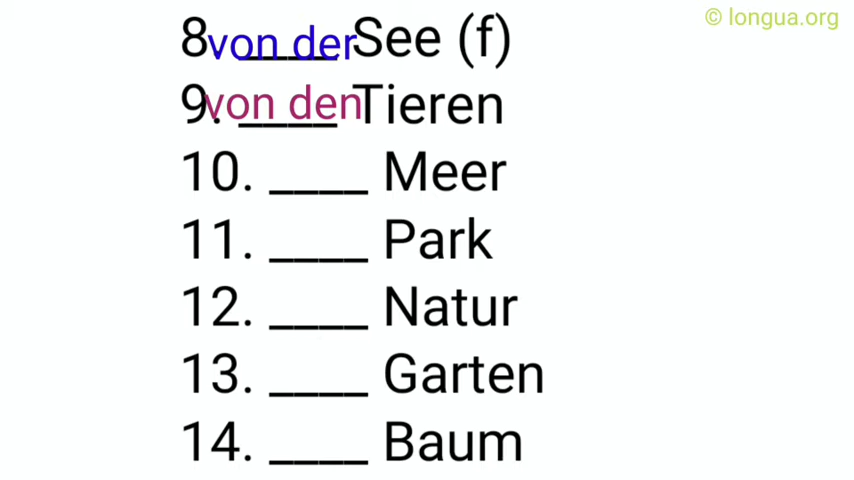 © longua.org
8. von der See (f)
9. von den Tieren
10. ____ Meer
11. ____ Park
12. ____ Natur
13. ____ Garten
14. ____ Baum